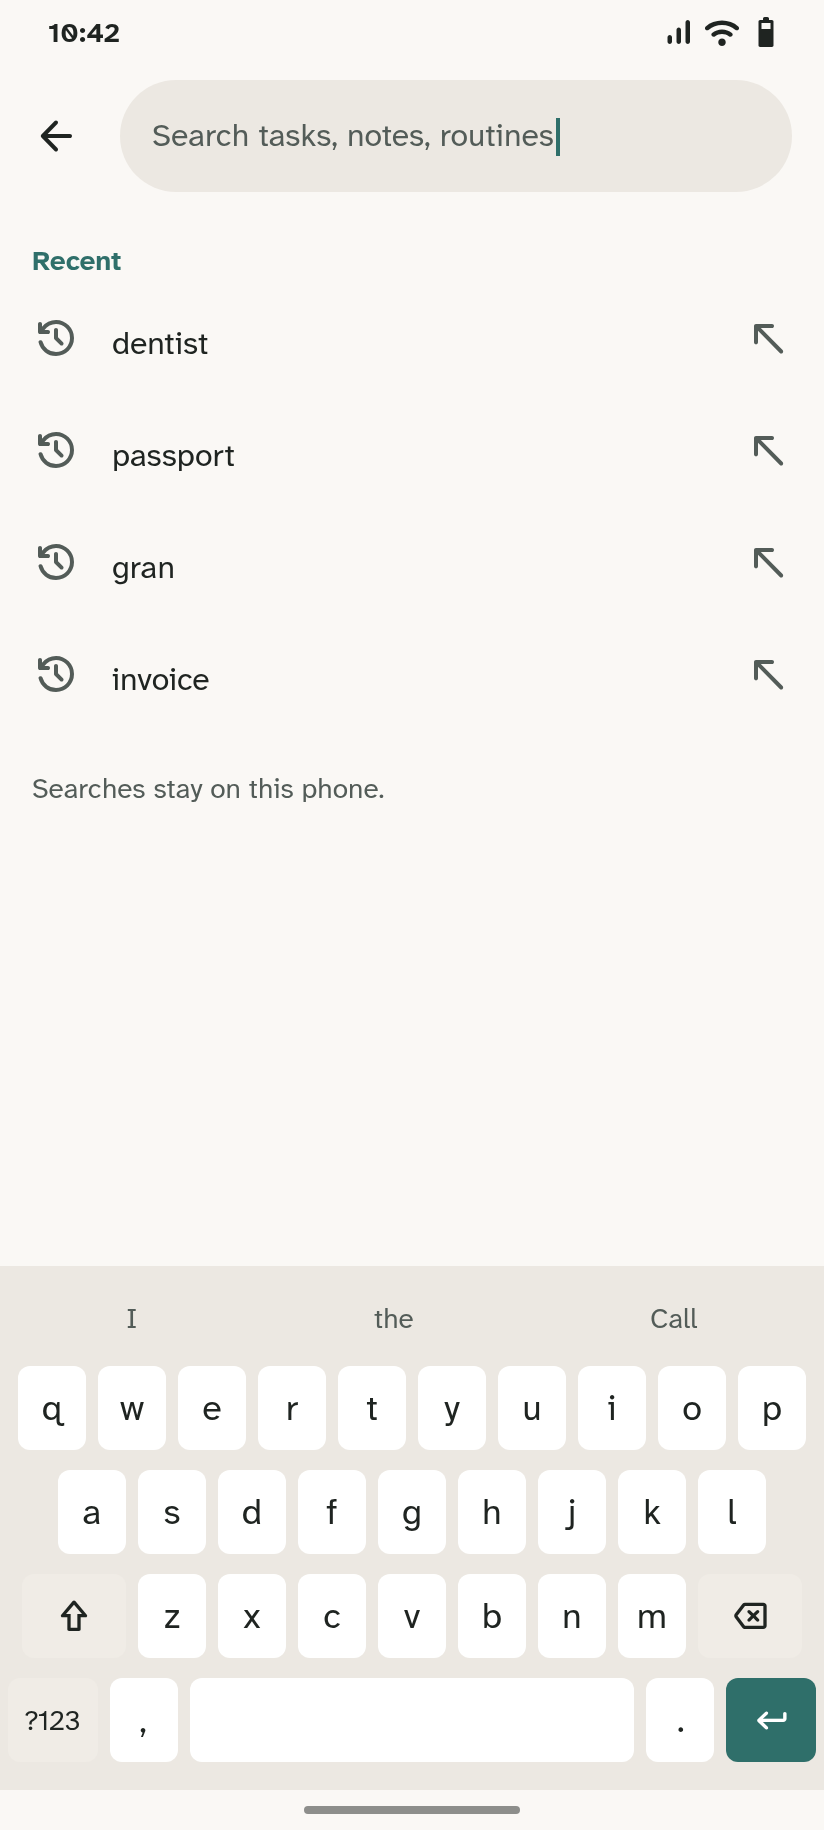 10:42
Search tasks, notes, routines
Recent
dentist
passport
gran
invoice
Searches stay on this phone.
I the Call
q w e r t y u i o p
a s d f g h j k l
z x c v b n m
?123 , .